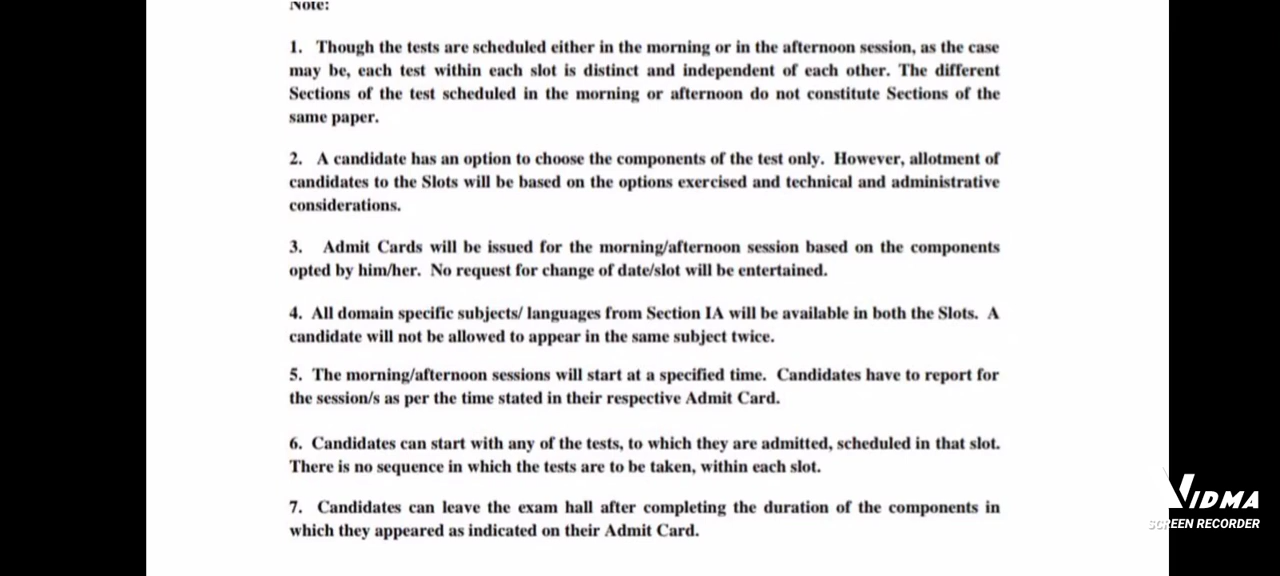 Note:
1. Though the tests are scheduled either in the morning or in the afternoon session, as the case
may be, each test within each slot is distinct and independent of each other. The different
Sections of the test scheduled in the morning or afternoon do not constitute Sections of the
same paper.
2. A candidate has an option to choose the components of the test only. However, allotment of
candidates to the Slots will be based on the options exercised and technical and administrative
considerations.
3. Admit Cards will be issued for the morning/afternoon session based on the components
opted by him/her. No request for change of date/slot will be entertained.
4. All domain specific subjects/ languages from Section IA will be available in both the Slots. A
candidate will not be allowed to appear in the same subject twice.
5. The morning/afternoon sessions will start at a specified time. Candidates have to report for
the session/s as per the time stated in their respective Admit Card.
6. Candidates can start with any of the tests, to which they are admitted, scheduled in that slot.
There is no sequence in which the tests are to be taken, within each slot.
7. Candidates can leave the exam hall after completing the duration of the components in
which they appeared as indicated on their Admit Card.
VIDMA
SCREEN RECORDER